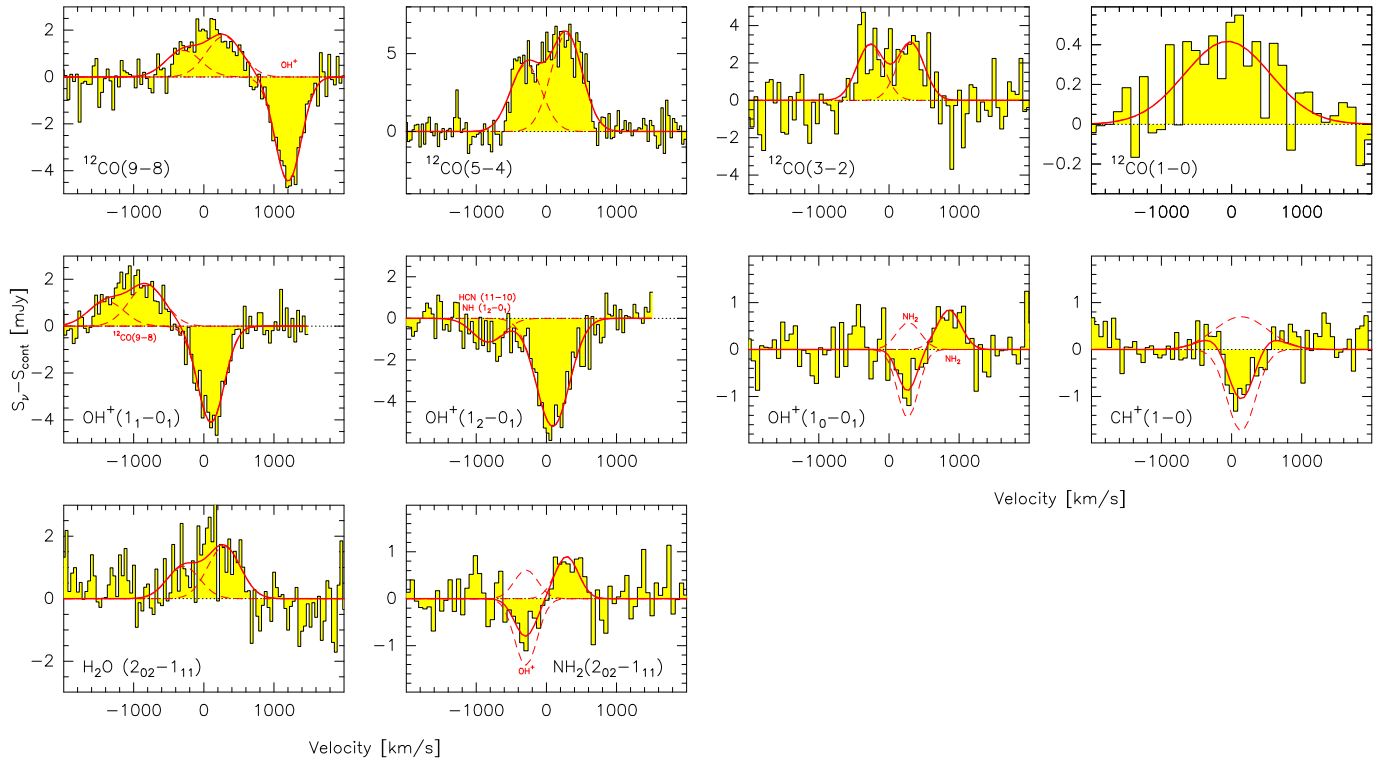 2
0
−2
−4
OH⁺
¹²CO(9−8)
−1000 0 1000
5
0
¹²CO(5−4)
−1000 0 1000
4
2
0
−2
−4
¹²CO(3−2)
−1000 0 1000
0.4
0.2
0
−0.2
¹²CO(1−0)
−1000 0 1000
S_ν−S_cont [mJy]
2
0
−2
−4
¹²CO(9−8)
OH⁺(1₁−0₁)
−1000 0 1000
2
0
−2
−4
HCN (11−10)
NH (1₂−0₁)
OH⁺(1₂−0₁)
−1000 0 1000
1
0
−1
NH₂
NH₂
OH⁺(1₀−0₁)
−1000 0 1000
1
0
−1
CH⁺(1−0)
−1000 0 1000
Velocity [km/s]
2
0
−2
H₂O (2₀₂−1₁₁)
−1000 0 1000
1
0
−1
OH⁺
NH₂(2₀₂−1₁₁)
−1000 0 1000
Velocity [km/s]